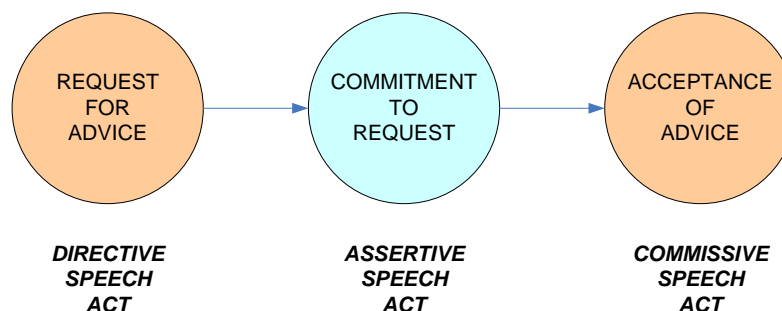 REQUEST
FOR
ADVICE
COMMITMENT
TO
REQUEST
ACCEPTANCE
OF
ADVICE
DIRECTIVE
SPEECH
ACT
ASSERTIVE
SPEECH
ACT
COMMISSIVE
SPEECH
ACT